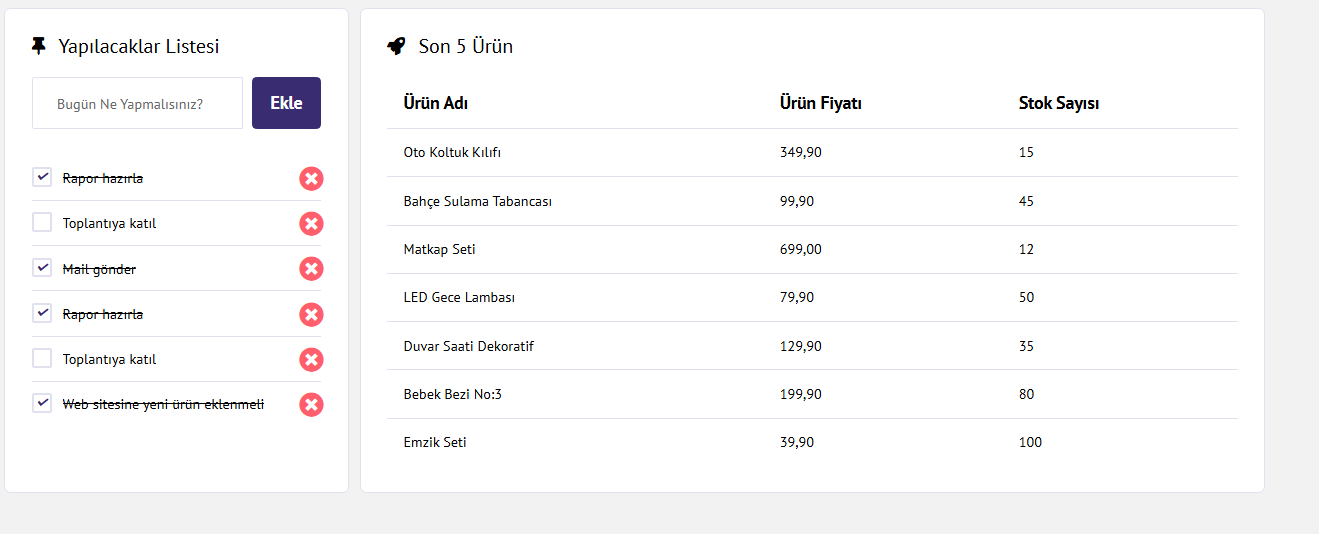 Yapılacaklar Listesi
Bugün Ne Yapmalısınız?
Ekle
Rapor hazırla
Toplantıya katıl
Mail gönder
Rapor hazırla
Toplantıya katıl
Web sitesine yeni ürün eklenmeli
Son 5 Ürün
Ürün Adı Ürün Fiyatı Stok Sayısı
Oto Koltuk Kılıfı 349,90 15
Bahçe Sulama Tabancası 99,90 45
Matkap Seti 699,00 12
LED Gece Lambası 79,90 50
Duvar Saati Dekoratif 129,90 35
Bebek Bezi No:3 199,90 80
Emzik Seti 39,90 100